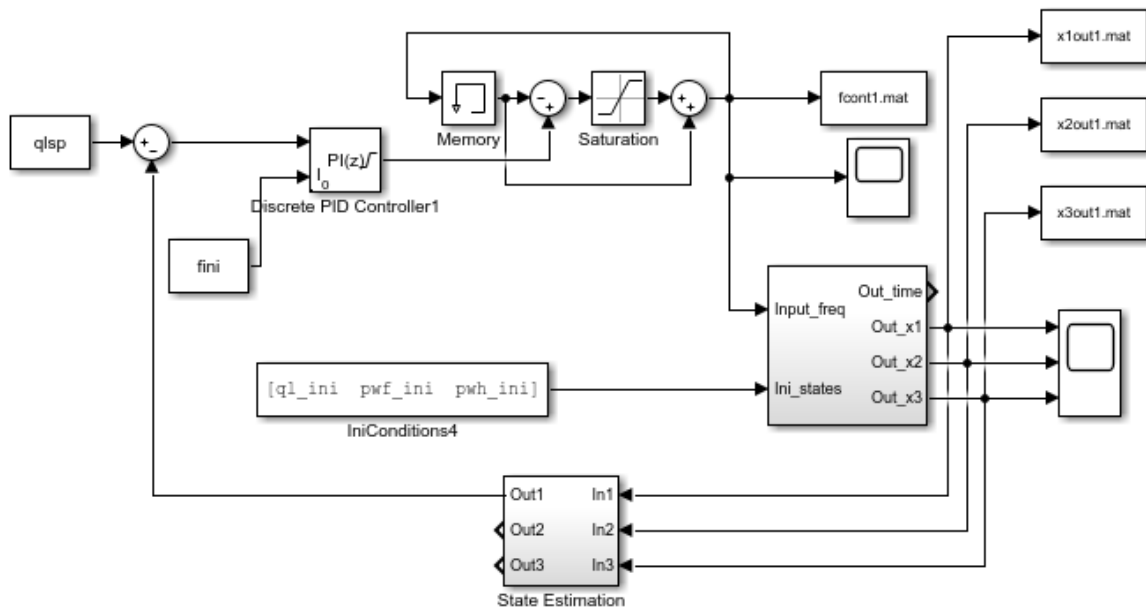 x1out1.mat
Memory
Saturation
fcont1.mat
x2out1.mat
qlsp
PI(z)
I o
Discrete PID Controller1
x3out1.mat
fini
Out_time
Input_freq
Out_x1
Out_x2
Ini_states
Out_x3
[ql_ini pwf_ini pwh_ini]
IniConditions4
Out1 In1
Out2 In2
Out3 In3
State Estimation